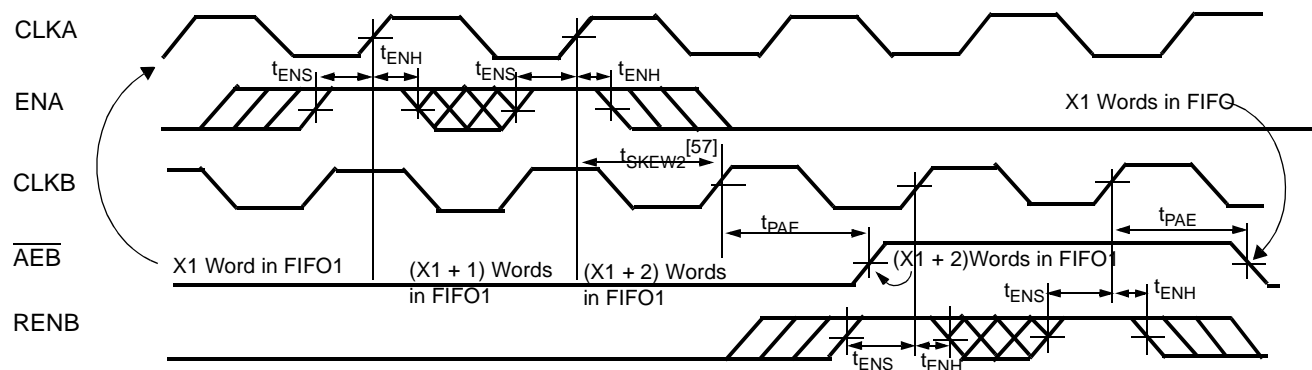 CLKA
tENH
tENS
tENS
tENH
ENA
X1 Words in FIFO
tSKEW2[57]
CLKB
tPAE
tPAE
AEB
X1 Word in FIFO1
(X1 + 1) Words
in FIFO1
(X1 + 2) Words
in FIFO1
(X1 + 2)Words in FIFO1
tENS
tENH
RENB
tENS
tENH